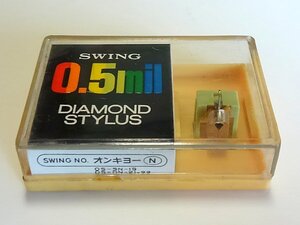 SWING
0.5mil
DIAMOND
STYLUS
SWING NO. オンキヨー Ⓝ